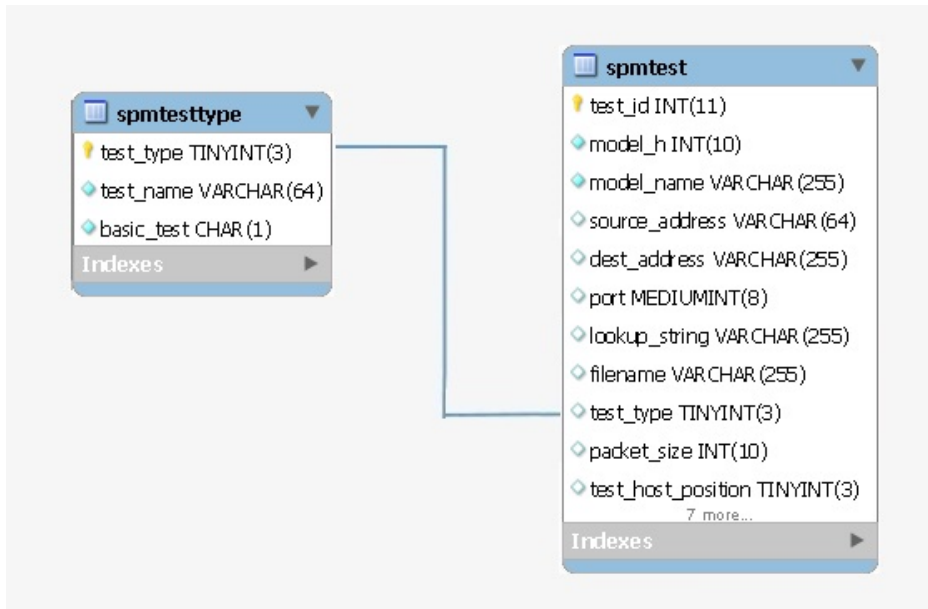 spmtesttype
test_type TINYINT(3)
test_name VARCHAR(64)
basic_test CHAR(1)
Indexes
spmtest
test_id INT(11)
model_h INT(10)
model_name VARCHAR(255)
source_address VARCHAR(64)
dest_address VARCHAR(255)
port MEDIUMINT(8)
lookup_string VARCHAR(255)
filename VARCHAR(255)
test_type TINYINT(3)
packet_size INT(10)
test_host_position TINYINT(3)
7 more...
Indexes